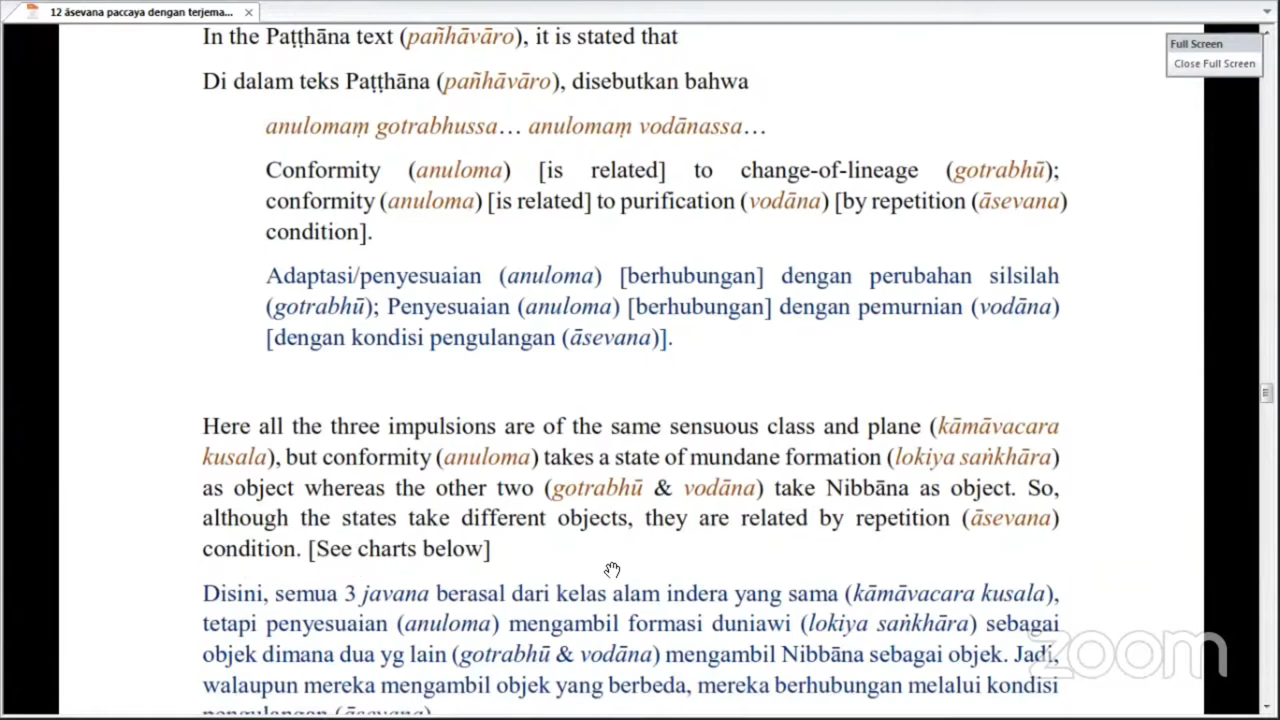 12 āsevana paccaya dengan terjema...
Full Screen
Close Full Screen
In the Paṭṭhāna text (pañhāvāro), it is stated that
Di dalam teks Paṭṭhāna (pañhāvāro), disebutkan bahwa
anulomaṃ gotrabhussa… anulomaṃ vodānassa…
Conformity (anuloma) [is related] to change-of-lineage (gotrabhū);
conformity (anuloma) [is related] to purification (vodāna) [by repetition (āsevana)
condition].
Adaptasi/penyesuaian (anuloma) [berhubungan] dengan perubahan silsilah
(gotrabhū); Penyesuaian (anuloma) [berhubungan] dengan pemurnian (vodāna)
[dengan kondisi pengulangan (āsevana)].
Here all the three impulsions are of the same sensuous class and plane (kāmāvacara
kusala), but conformity (anuloma) takes a state of mundane formation (lokiya saṅkhāra)
as object whereas the other two (gotrabhū & vodāna) take Nibbāna as object. So,
although the states take different objects, they are related by repetition (āsevana)
condition. [See charts below]
Disini, semua 3 javana berasal dari kelas alam indera yang sama (kāmāvacara kusala),
tetapi penyesuaian (anuloma) mengambil formasi duniawi (lokiya saṅkhāra) sebagai
objek dimana dua yg lain (gotrabhū & vodāna) mengambil Nibbāna sebagai objek. Jadi,
walaupun mereka mengambil objek yang berbeda, mereka berhubungan melalui kondisi
pengulangan (āsevana)
zoom